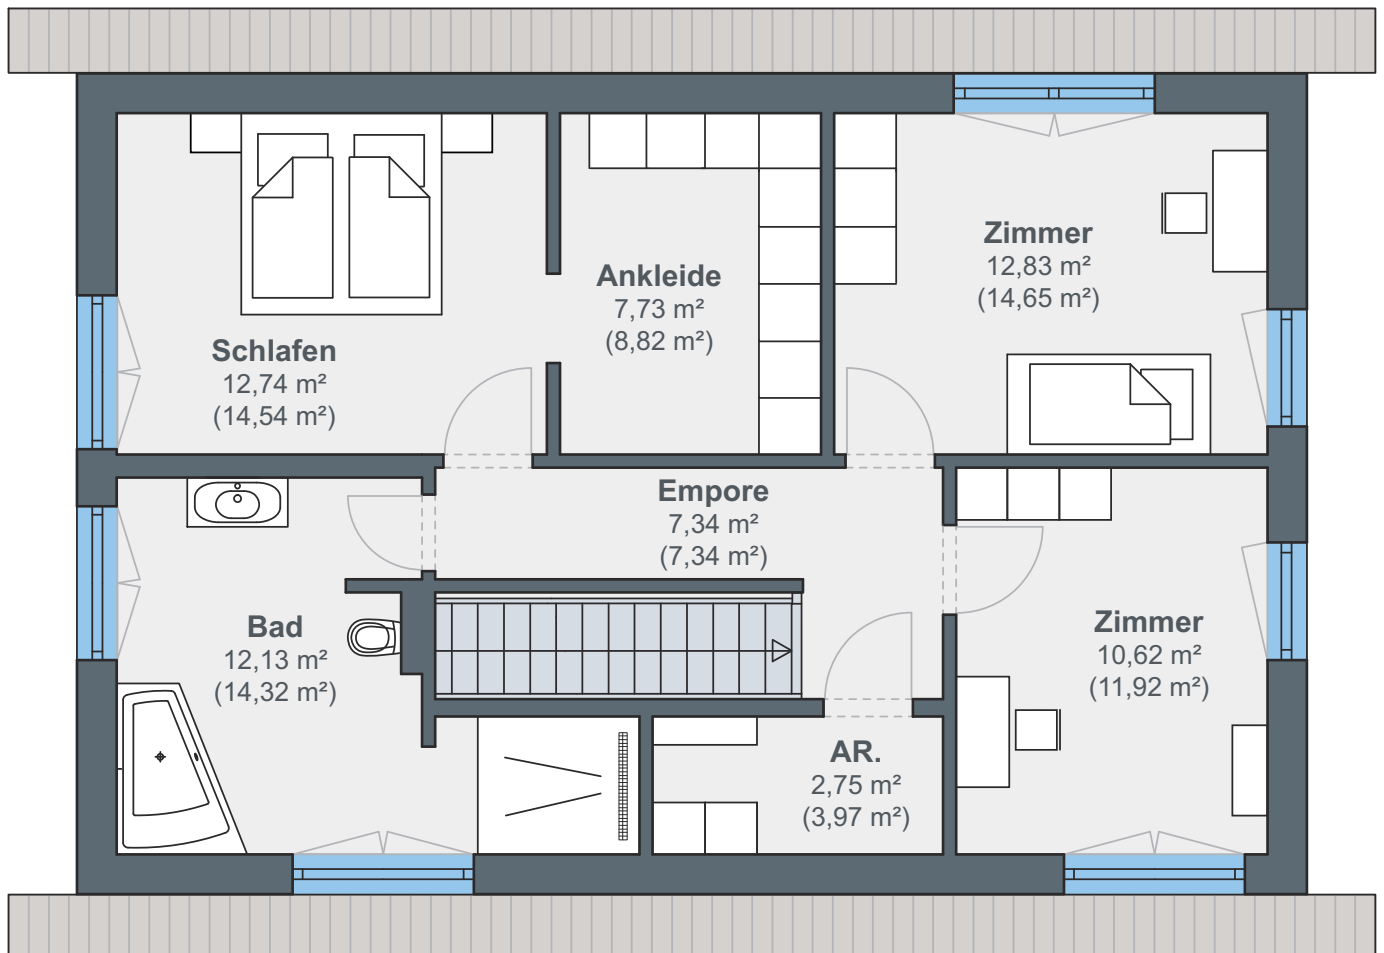 Schlafen
12,74 m²
(14,54 m²)
Ankleide
7,73 m²
(8,82 m²)
Zimmer
12,83 m²
(14,65 m²)
Empore
7,34 m²
(7,34 m²)
Bad
12,13 m²
(14,32 m²)
AR.
2,75 m²
(3,97 m²)
Zimmer
10,62 m²
(11,92 m²)